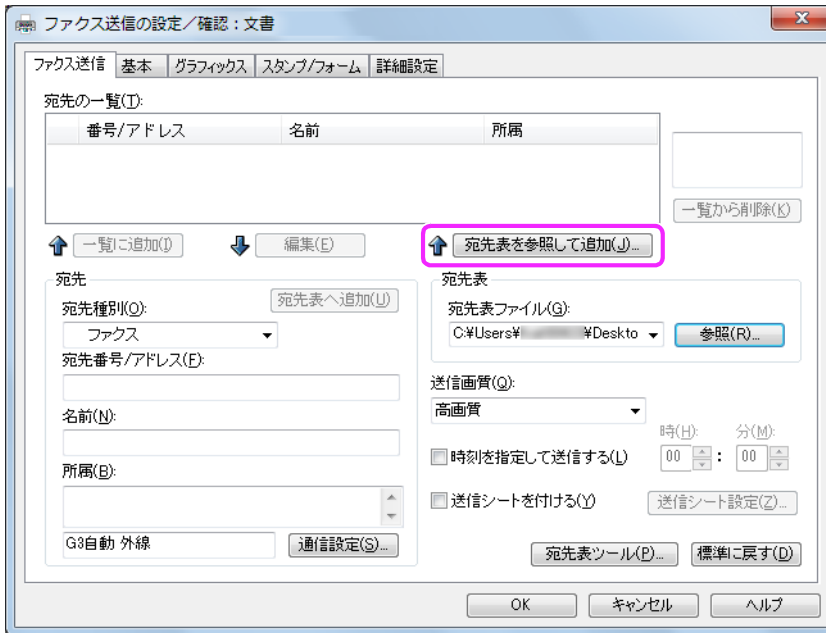 ファクス送信の設定／確認：文書
ファクス送信 基本 グラフィックス スタンプ/フォーム 詳細設定
宛先の一覧(T):
番号/アドレス 名前 所属
一覧から削除(K)
一覧に追加(I) 編集(E) 宛先表を参照して追加(J)...
宛先
宛先表へ追加(U)
宛先種別(O):
ファクス
宛先番号/アドレス(F):
名前(N):
所属(B):
G3自動 外線 通信設定(S)...
宛先表
宛先表ファイル(G):
C:¥Users¥ ¥Deskto 参照(R)...
送信画質(Q):
高画質
時(H): 分(M):
時刻を指定して送信する(L) 00 : 00
送信シートを付ける(Y) 送信シート設定(Z)...
宛先表ツール(P)... 標準に戻す(D)
OK キャンセル ヘルプ